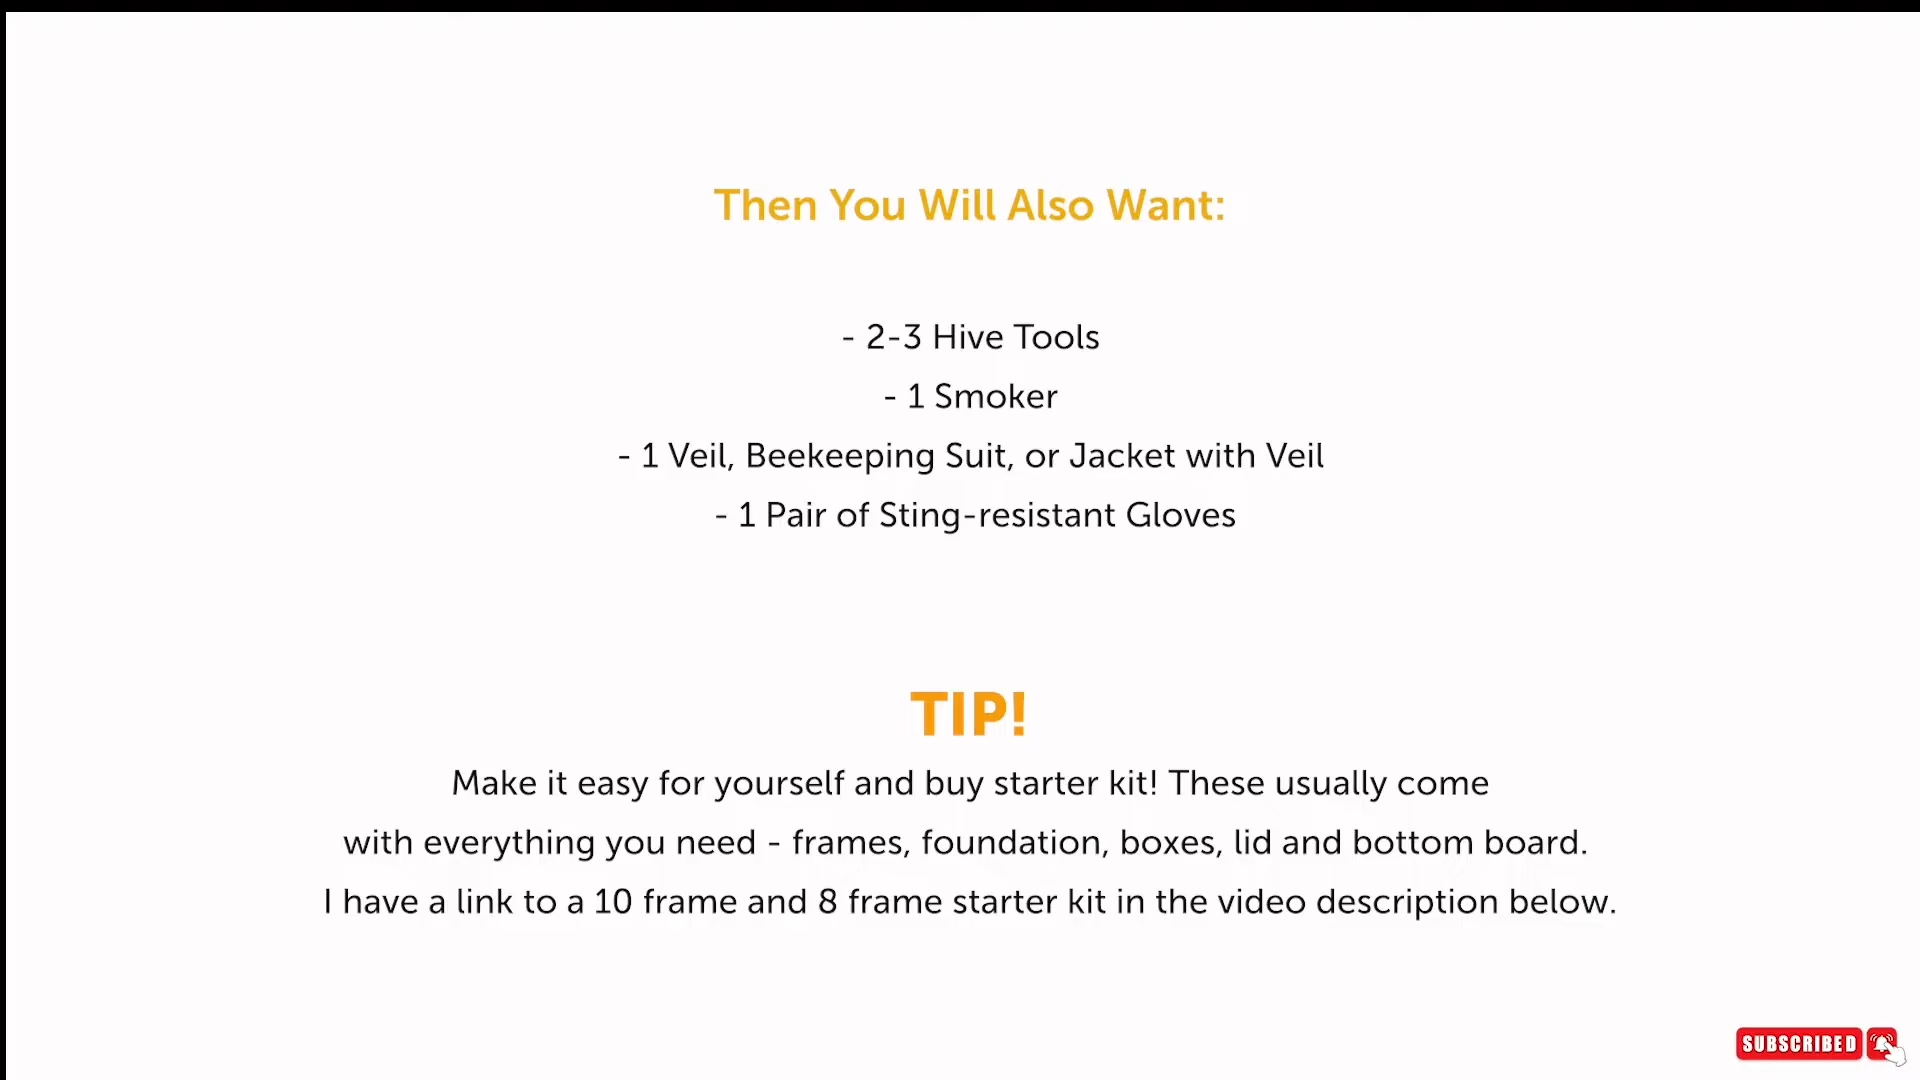 Then You Will Also Want:
- 2-3 Hive Tools
- 1 Smoker
- 1 Veil, Beekeeping Suit, or Jacket with Veil
- 1 Pair of Sting-resistant Gloves
TIP!
Make it easy for yourself and buy starter kit! These usually come
with everything you need - frames, foundation, boxes, lid and bottom board.
I have a link to a 10 frame and 8 frame starter kit in the video description below.
SUBSCRIBED